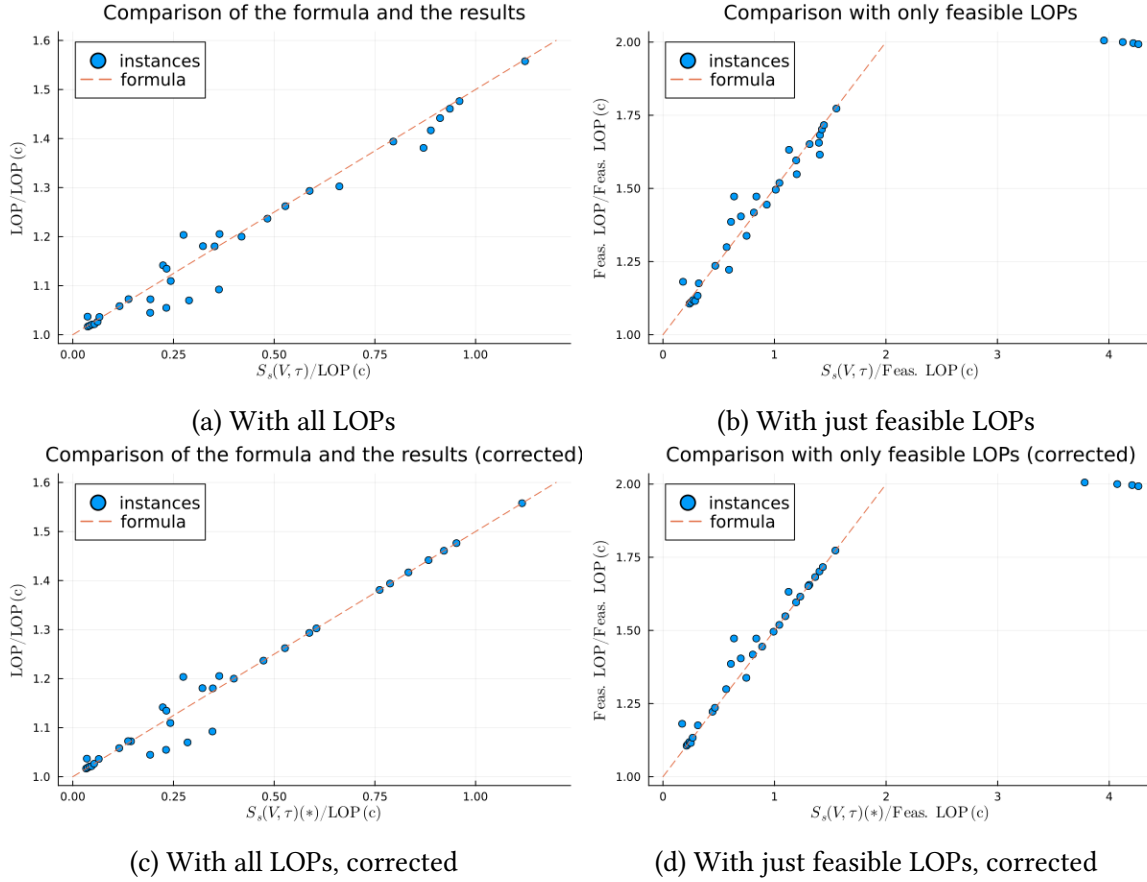 Comparison of the formula and the results
1.6
1.5
1.4
1.3
1.2
1.1
1.0
LOP/LOP (c)
instances
formula
0.00 0.25 0.50 0.75 1.00
S_s(V, τ)/LOP (c)
(a) With all LOPs
Comparison with only feasible LOPs
2.00
1.75
1.50
1.25
1.00
Feas. LOP/Feas. LOP (c)
instances
formula
0 1 2 3 4
S_s(V, τ)/Feas. LOP (c)
(b) With just feasible LOPs
Comparison of the formula and the results (corrected)
1.6
1.5
1.4
1.3
1.2
1.1
1.0
LOP/LOP (c)
instances
formula
0.00 0.25 0.50 0.75 1.00
S_s(V, τ)(*)/LOP (c)
(c) With all LOPs, corrected
Comparison with only feasible LOPs (corrected)
2.00
1.75
1.50
1.25
1.00
Feas. LOP/Feas. LOP (c)
instances
formula
0 1 2 3 4
S_s(V, τ)(*)/Feas. LOP (c)
(d) With just feasible LOPs, corrected